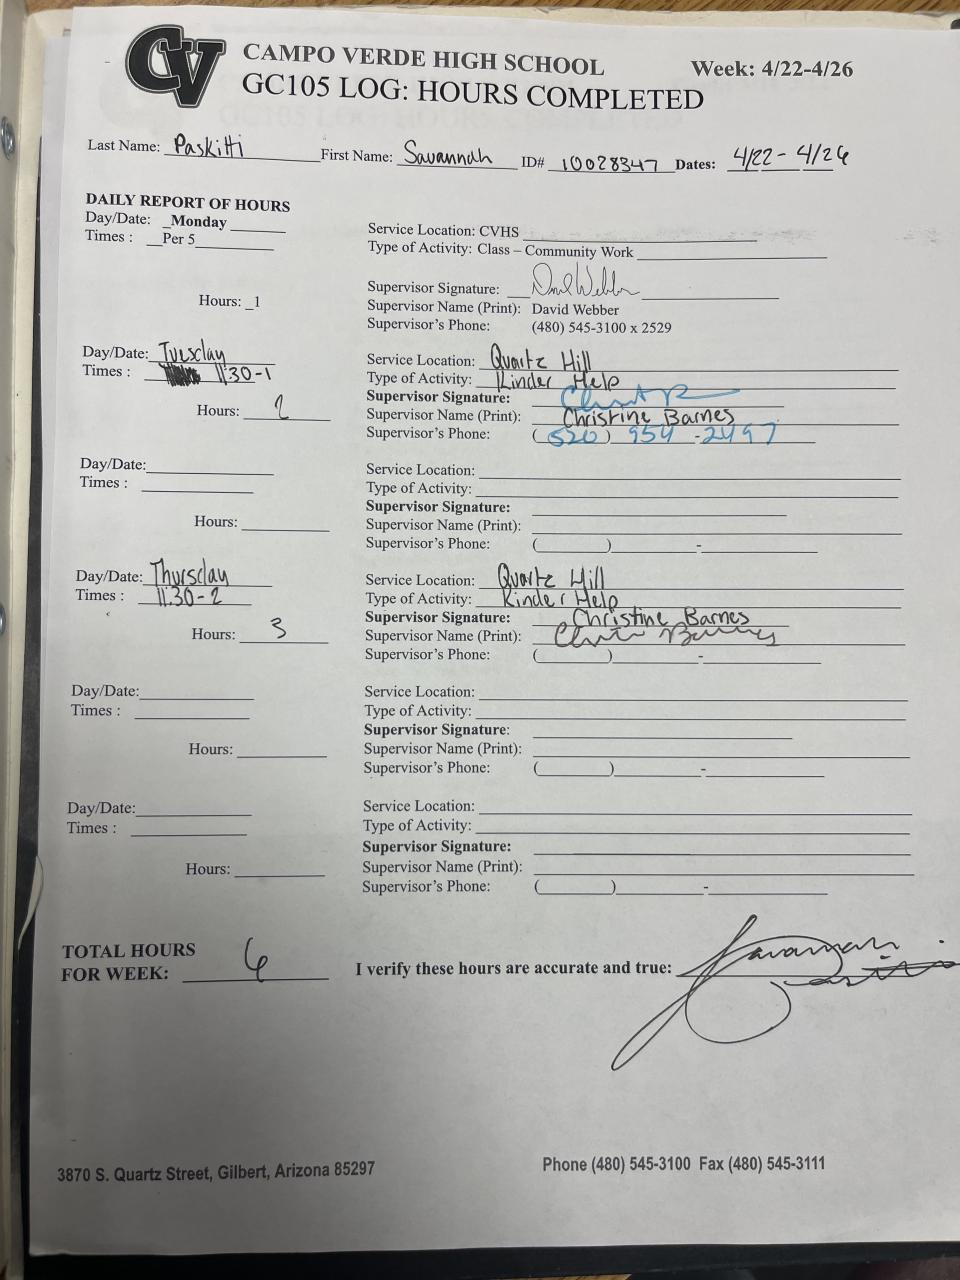 CV CAMPO VERDE HIGH SCHOOL Week: 4/22-4/26
GC105 LOG: HOURS COMPLETED
Last Name: Paskitti First Name: Savannah ID# 10028347 Dates: 4/22 - 4/26
DAILY REPORT OF HOURS
Day/Date: _Monday
Times : __Per 5
Service Location: CVHS
Type of Activity: Class – Community Work
Supervisor Signature: David Webber
Hours: _1
Supervisor Name (Print): David Webber
Supervisor's Phone: (480) 545-3100 x 2529
Day/Date: Tuesday
Times : 11:30-1
Service Location: Quartz Hill
Type of Activity: Kinder Help
Supervisor Signature:
Hours: 2
Supervisor Name (Print): Christine Barnes
Supervisor's Phone: (520) 954-2497
Day/Date:
Times :
Service Location:
Type of Activity:
Supervisor Signature:
Hours:
Supervisor Name (Print):
Supervisor's Phone: ( ) -
Day/Date: Thursday
Times : 11:30-2
Service Location: Quartz Hill
Type of Activity: Kinder Help
Supervisor Signature: Christine Barnes
Hours: 3
Supervisor Name (Print): Christine Barnes
Supervisor's Phone: ( ) -
Day/Date:
Times :
Service Location:
Type of Activity:
Supervisor Signature:
Hours:
Supervisor Name (Print):
Supervisor's Phone: ( ) -
Day/Date:
Times :
Service Location:
Type of Activity:
Supervisor Signature:
Hours:
Supervisor Name (Print):
Supervisor's Phone: ( ) -
TOTAL HOURS
FOR WEEK: 6
I verify these hours are accurate and true: Savannah Paskitti
3870 S. Quartz Street, Gilbert, Arizona 85297
Phone (480) 545-3100 Fax (480) 545-3111